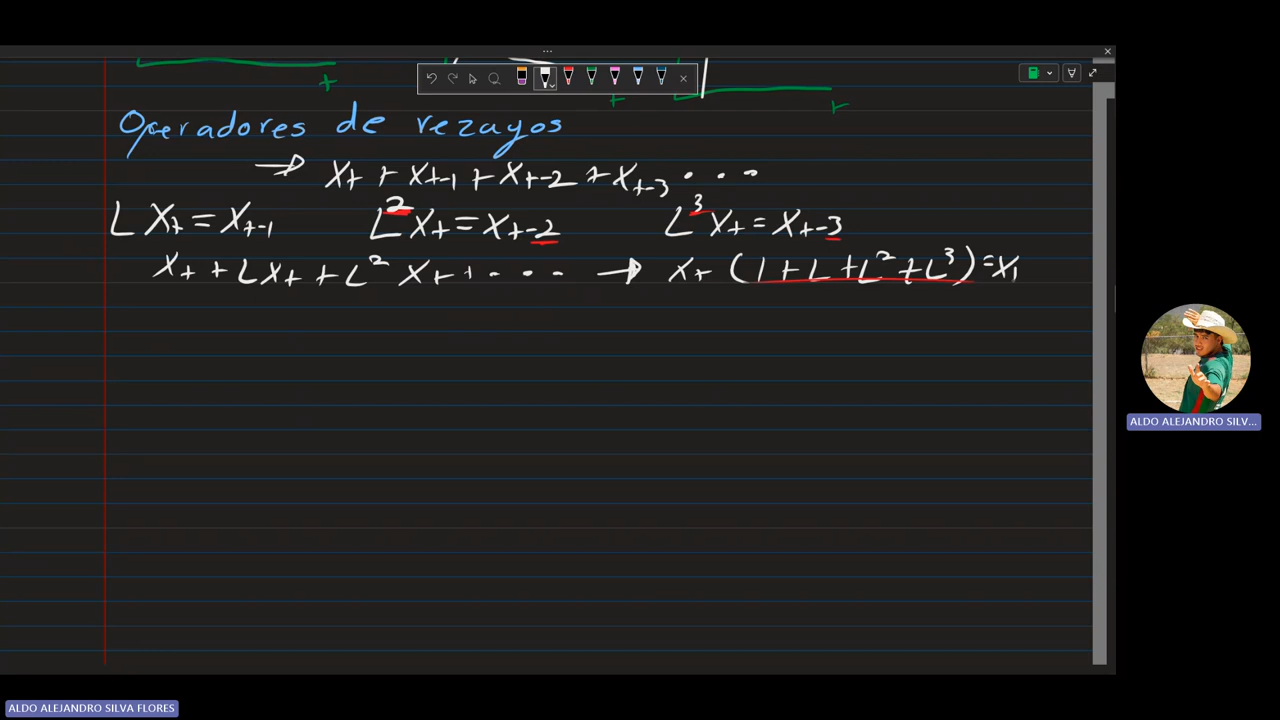 Operadores de rezagos
→ Xt + Xt-1 + Xt-2 + Xt-3 ...
L Xt = Xt-1 L² Xt = Xt-2 L³ Xt = Xt-3
Xt + LXt + L² Xt + ... → Xt (1 + L + L² + L³) = X
ALDO ALEJANDRO SILV...
ALDO ALEJANDRO SILVA FLORES